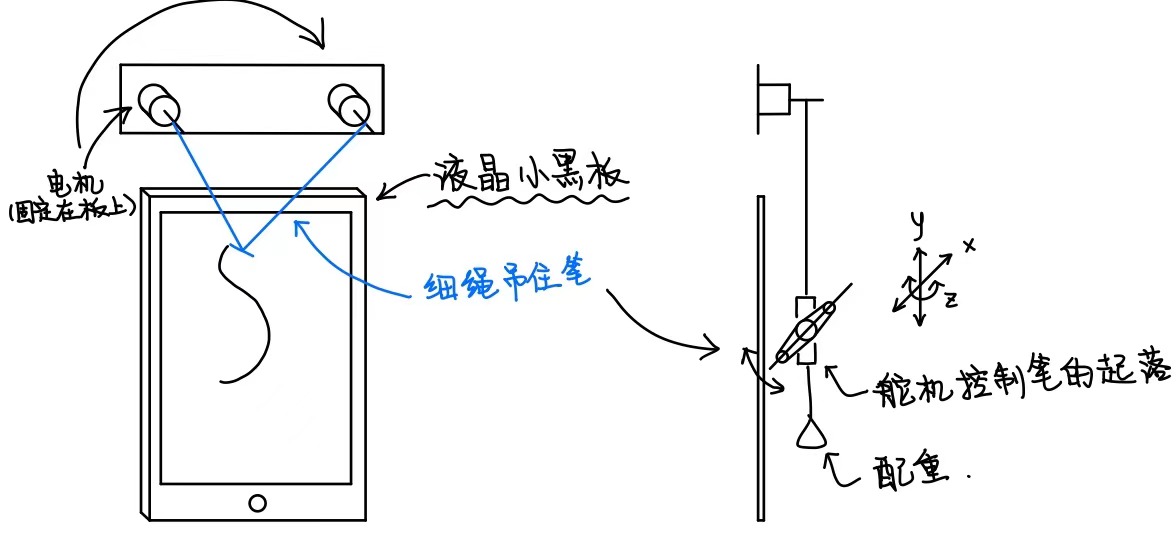 电机
(固定在板上)
液晶小黑板
细绳吊住笔
y
x
z
舵机控制笔的起落
配重.